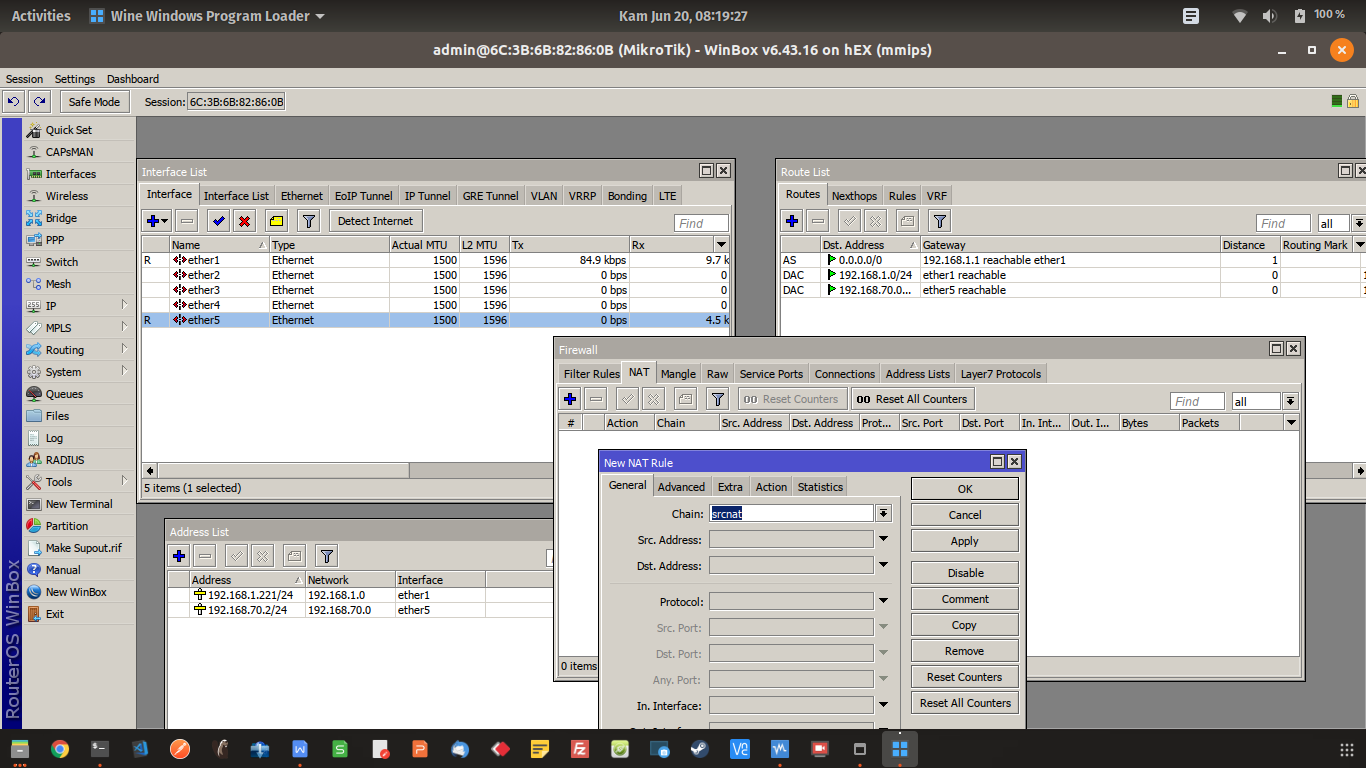 Activities Wine Windows Program Loader Kam Jun 20, 08:19:27 100 %
admin@6C:3B:6B:82:86:0B (MikroTik) - WinBox v6.43.16 on hEX (mmips)
Session Settings Dashboard
Safe Mode Session: 6C:3B:6B:82:86:0B
Quick Set
CAPsMAN
Interfaces
Wireless
Bridge
PPP
Switch
Mesh
IP
MPLS
Routing
System
Queues
Files
Log
RADIUS
Tools
New Terminal
Partition
Make Supout.rif
Manual
New WinBox
Exit
RouterOS WinBox
Interface List
Interface Interface List Ethernet EoIP Tunnel IP Tunnel GRE Tunnel VLAN VRRP Bonding LTE
Detect Internet Find
Name Type Actual MTU L2 MTU Tx Rx
R ether1 Ethernet 1500 1596 84.9 kbps 9.7 k
ether2 Ethernet 1500 1596 0 bps 0
ether3 Ethernet 1500 1596 0 bps 0
ether4 Ethernet 1500 1596 0 bps 0
R ether5 Ethernet 1500 1596 0 bps 4.5 k
5 items (1 selected)
Route List
Routes Nexthops Rules VRF
Find all
Dst. Address Gateway Distance Routing Mark
AS 0.0.0.0/0 192.168.1.1 reachable ether1 1
DAC 192.168.1.0/24 ether1 reachable 0
DAC 192.168.70.0... ether5 reachable 0
Address List
Address Network Interface
192.168.1.221/24 192.168.1.0 ether1
192.168.70.2/24 192.168.70.0 ether5
Firewall
Filter Rules NAT Mangle Raw Service Ports Connections Address Lists Layer7 Protocols
00 Reset Counters 00 Reset All Counters Find all
# Action Chain Src. Address Dst. Address Prot... Src. Port Dst. Port In. Int... Out. I... Bytes Packets
0 items
New NAT Rule
General Advanced Extra Action Statistics
Chain: srcnat
Src. Address:
Dst. Address:
Protocol:
Src. Port:
Dst. Port:
Any. Port:
In. Interface:
OK
Cancel
Apply
Disable
Comment
Copy
Remove
Reset Counters
Reset All Counters